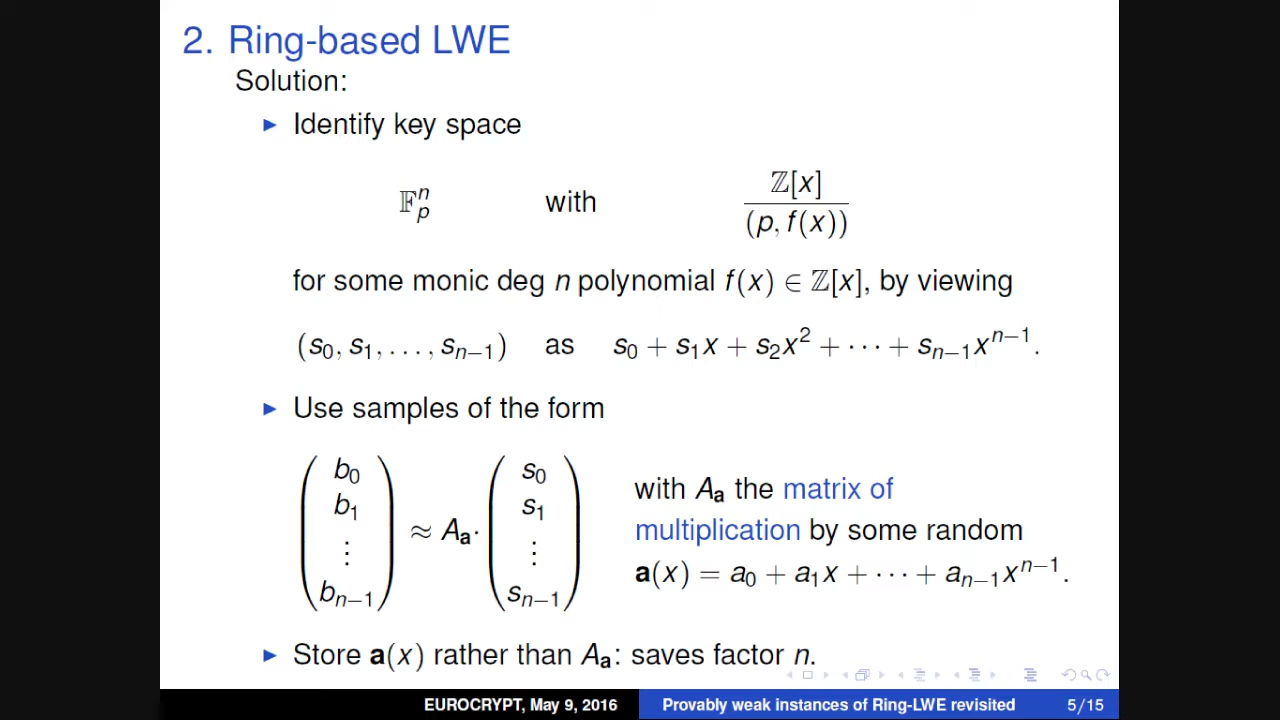 2. Ring-based LWE
Solution:
▶ Identify key space
𝔽ₚⁿ with ℤ[x] / (p, f(x))
for some monic deg n polynomial f(x) ∈ ℤ[x], by viewing
(s₀, s₁, . . . , sₙ₋₁) as s₀ + s₁x + s₂x² + · · · + sₙ₋₁xⁿ⁻¹.
▶ Use samples of the form
(b₀ b₁ ⋮ bₙ₋₁) ≈ Aₐ· (s₀ s₁ ⋮ sₙ₋₁)
with Aₐ the matrix of
multiplication by some random
a(x) = a₀ + a₁x + · · · + aₙ₋₁xⁿ⁻¹.
▶ Store a(x) rather than Aₐ: saves factor n.
EUROCRYPT, May 9, 2016 Provably weak instances of Ring-LWE revisited 5/15